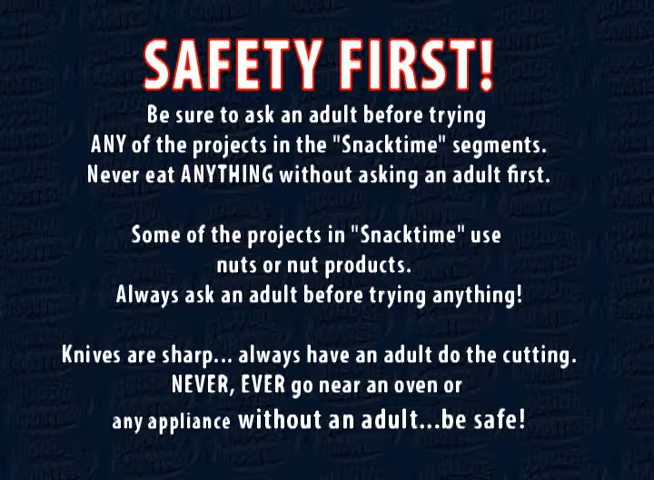 SAFETY FIRST!
Be sure to ask an adult before trying
ANY of the projects in the "Snacktime" segments.
Never eat ANYTHING without asking an adult first.
Some of the projects in "Snacktime" use
nuts or nut products.
Always ask an adult before trying anything!
Knives are sharp... always have an adult do the cutting.
NEVER, EVER go near an oven or
any appliance without an adult...be safe!